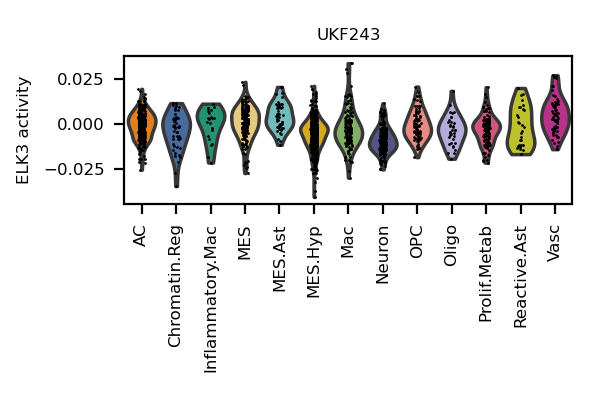 UKF243
ELK3 activity
0.025
0.000
−0.025
AC
Chromatin.Reg
Inflammatory.Mac
MES
MES.Ast
MES.Hyp
Mac
Neuron
OPC
Oligo
Prolif.Metab
Reactive.Ast
Vasc